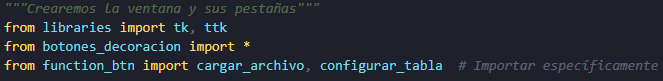 """Crearemos la ventana y sus pestañas"""
from libraries import tk, ttk
from botones_decoracion import *
from function_btn import cargar_archivo, configurar_tabla  # Importar específicamente